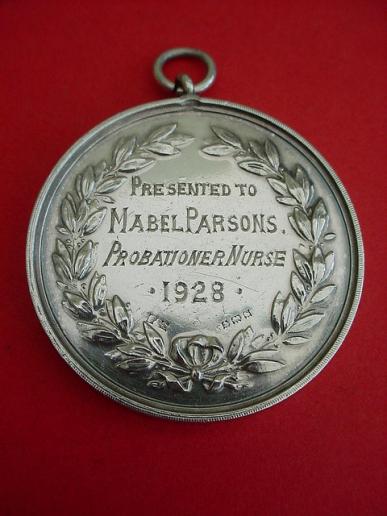 PRESENTED TO
MABEL PARSONS.
PROBATIONER NURSE
· 1928 ·